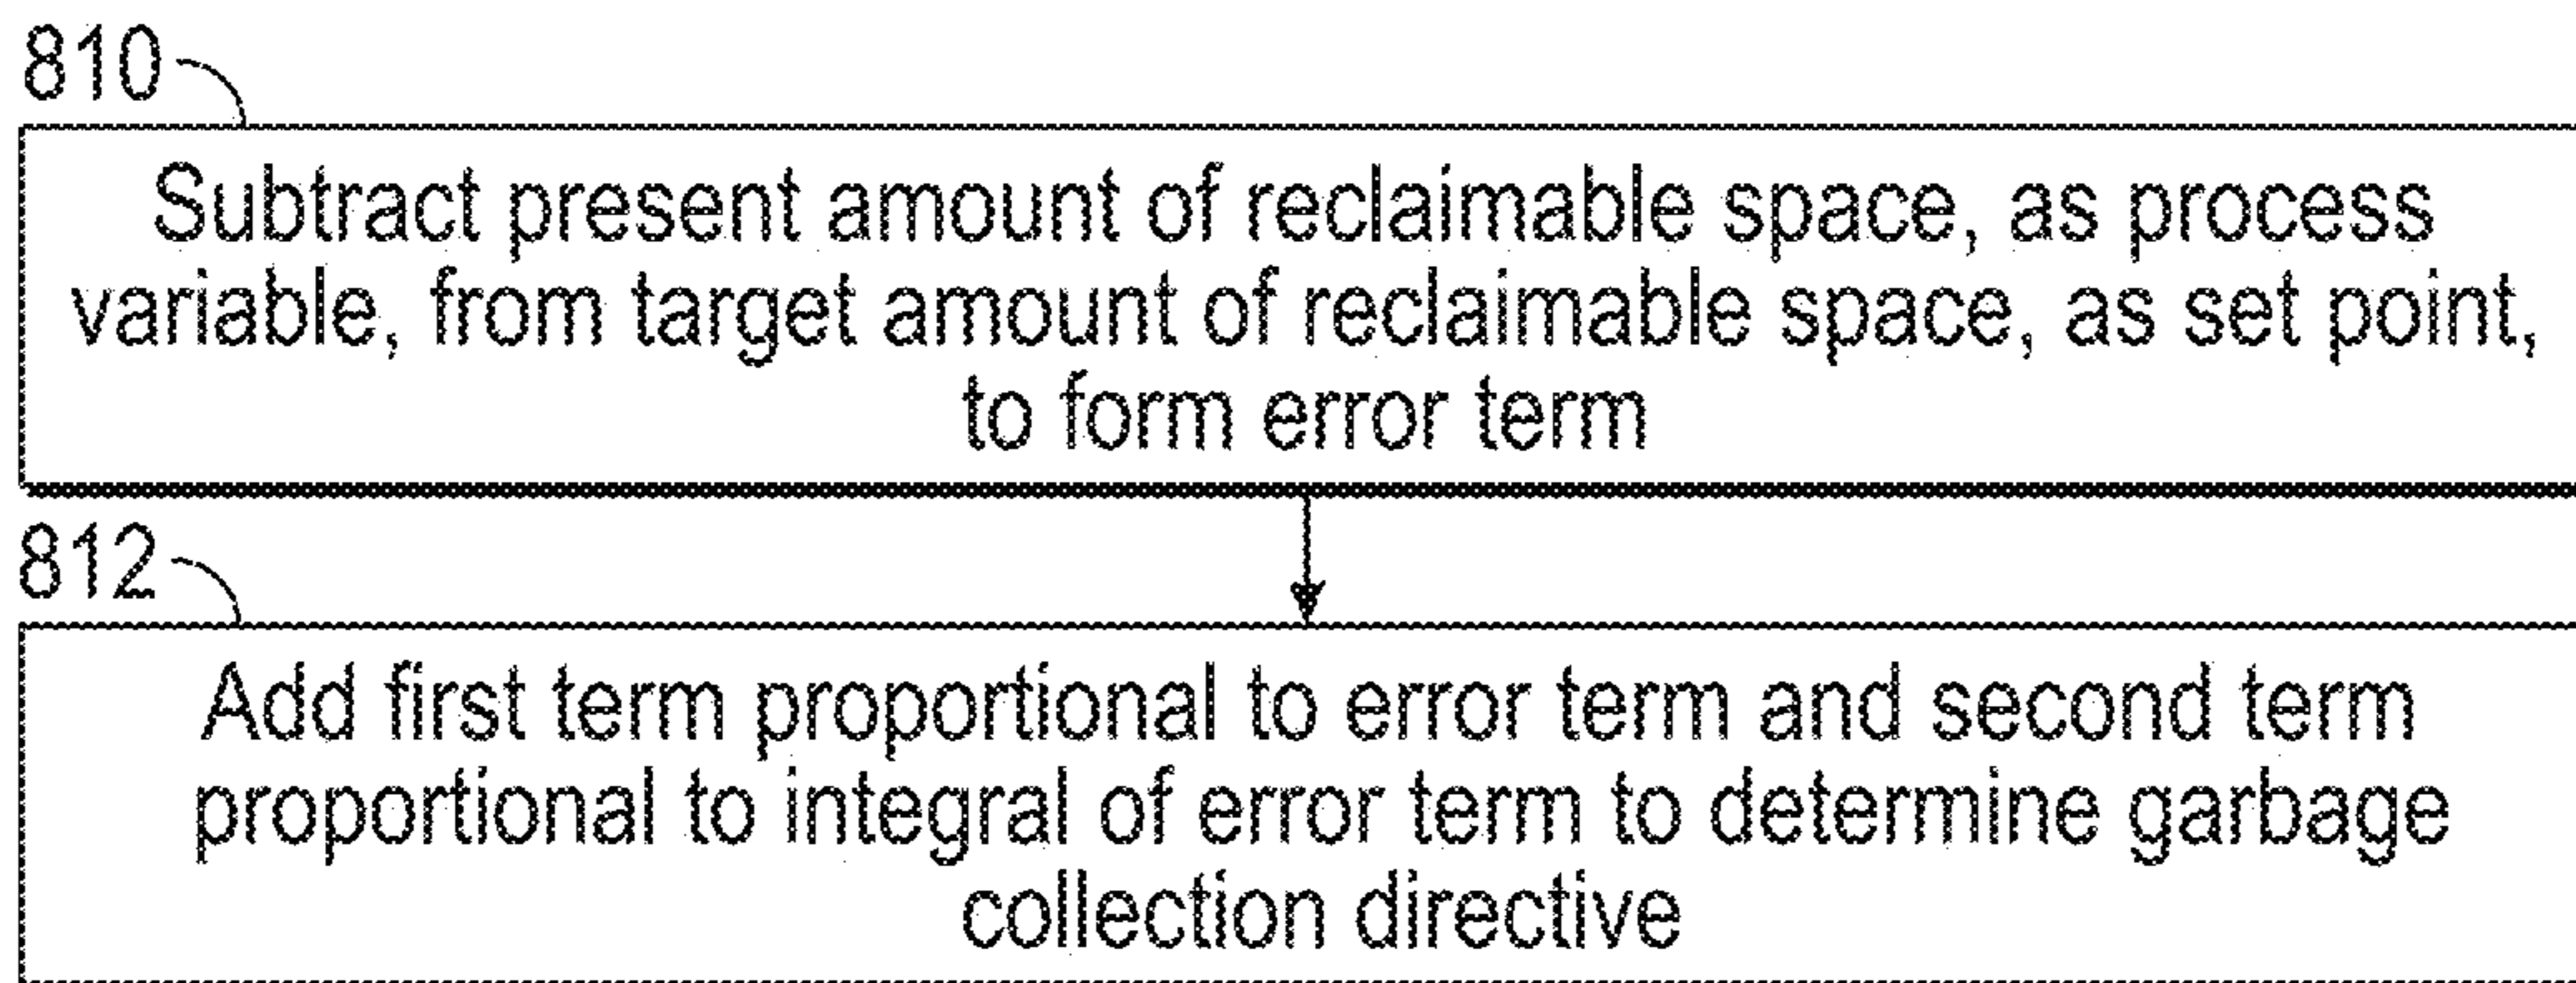 810
Subtract present amount of reclaimable space, as process
variable, from target amount of reclaimable space, as set point,
to form error term
812
Add first term proportional to error term and second term
proportional to integral of error term to determine garbage
collection directive